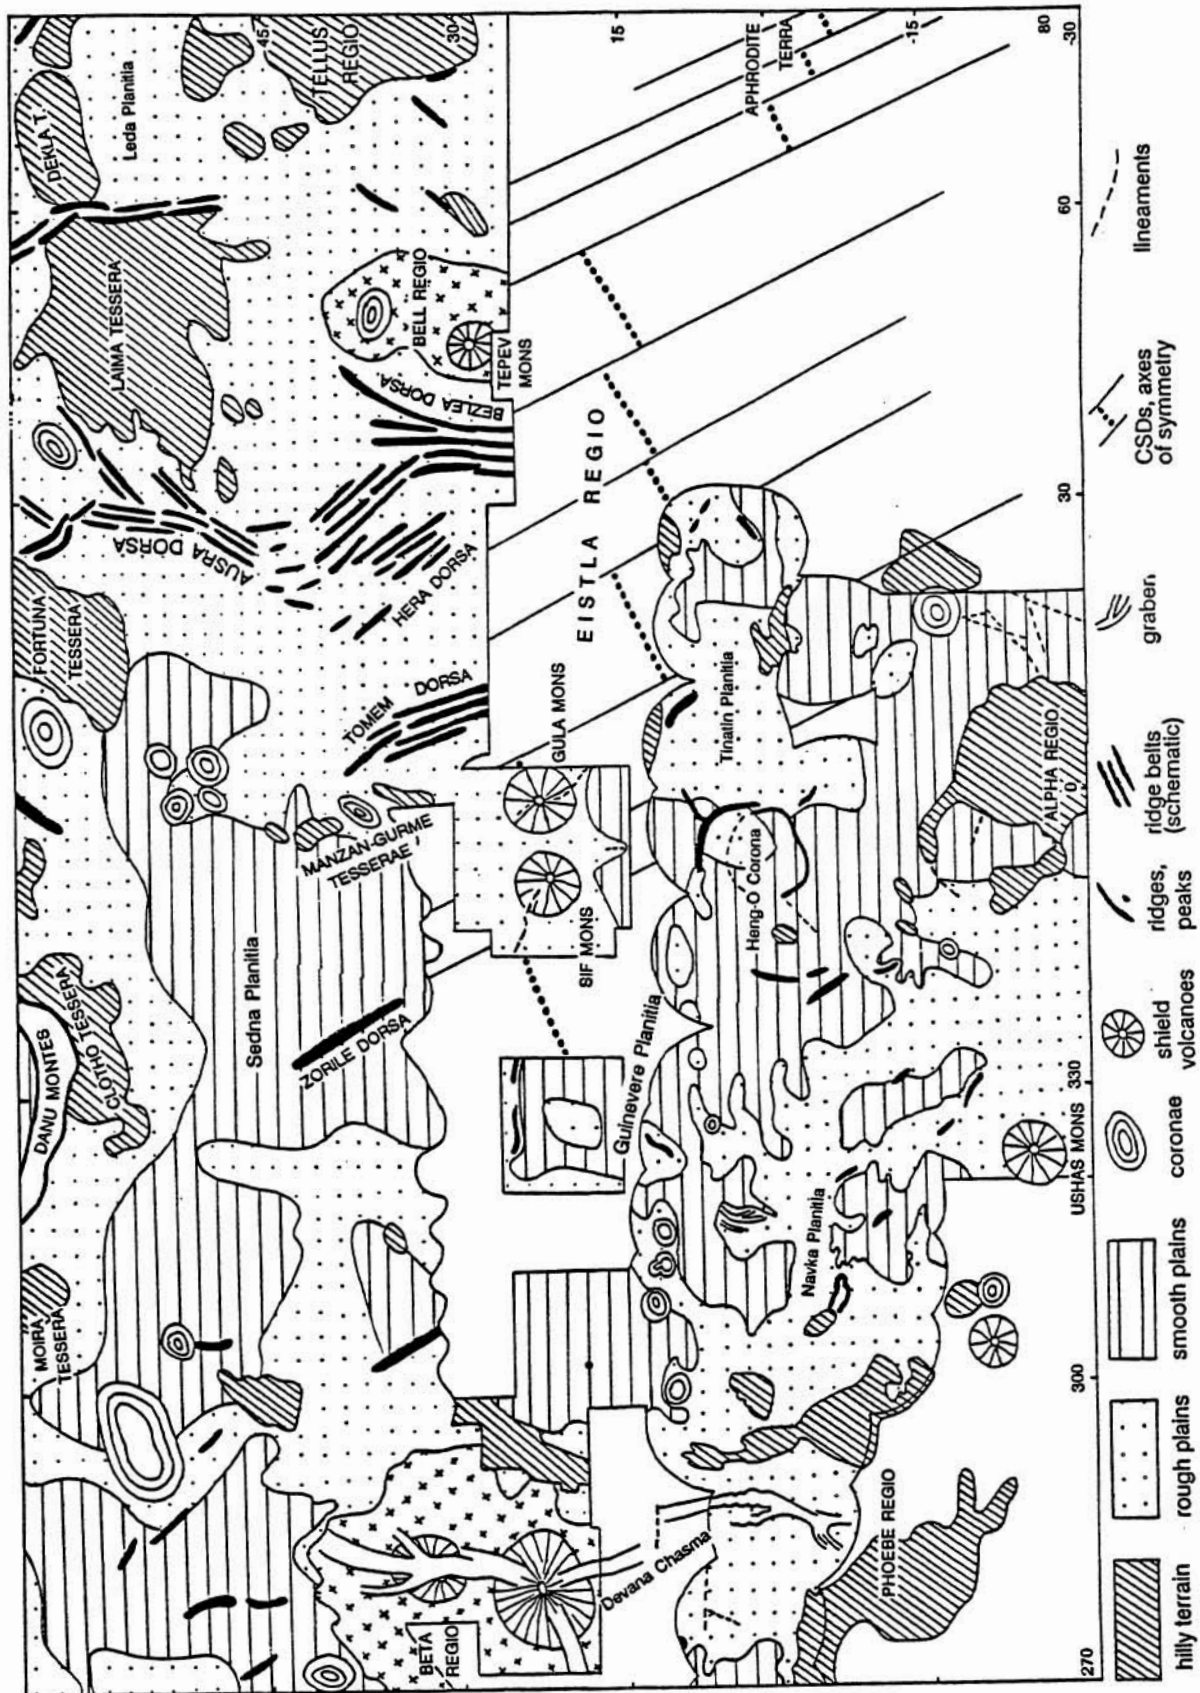 DEKLA T.
Leda Planitia
45
TELLUS
REGIO
30
15
APHRODITE
TERRA
-15
80
-30
LAIMA TESSERA
BELL REGIO
TEPEV
MONS
60
AUSRA DORSA
BEZLEA DORSA
HERA DORSA
EISTLA REGIO
30
FORTUNA
TESSERA
TOMEM DORSA
GULA MONS
Tinatin Planitia
MANZAN-GURME
TESSERAE
SIF MONS
Heng-O Corona
ALPHA REGIO
0
DANU MONTES
CLOTHO TESSERA
Sedna Planitia
ZORILE DORSA
Guinevere Planitia
330
USHAS MONS
MOIRA
TESSERA
Navka Planitia
300
BETA
REGIO
Devana Chasma
PHOEBE REGIO
270
hilly terrain
rough plains
smooth plains
coronae
shield
volcanoes
ridges,
peaks
ridge belts
(schematic)
graben
CSDs, axes
of symmetry
lineaments